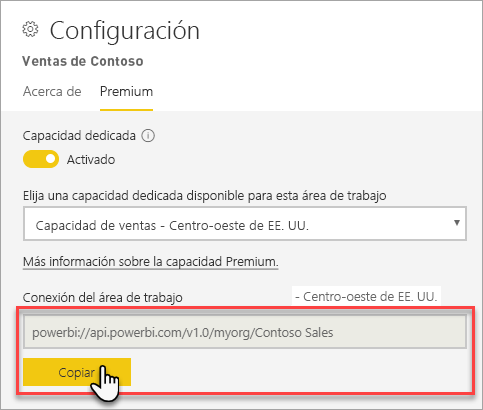 Configuración
Ventas de Contoso
Acerca de Premium
Capacidad dedicada
Activado
Elija una capacidad dedicada disponible para esta área de trabajo
Capacidad de ventas - Centro-oeste de EE. UU.
Más información sobre la capacidad Premium.
Conexión del área de trabajo - Centro-oeste de EE. UU.
powerbi://api.powerbi.com/v1.0/myorg/Contoso Sales
Copiar